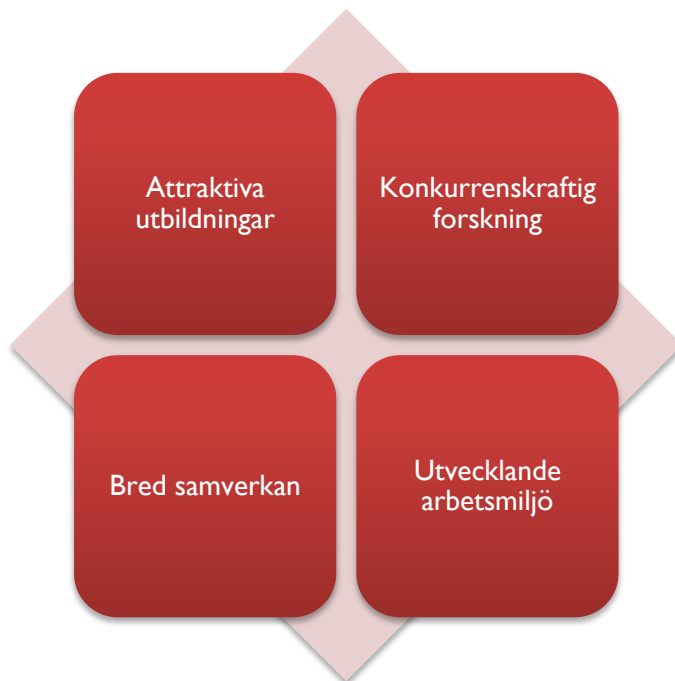 Attraktiva
utbildningar
Konkurrenskraftig
forskning
Bred samverkan
Utvecklande
arbetsmiljö